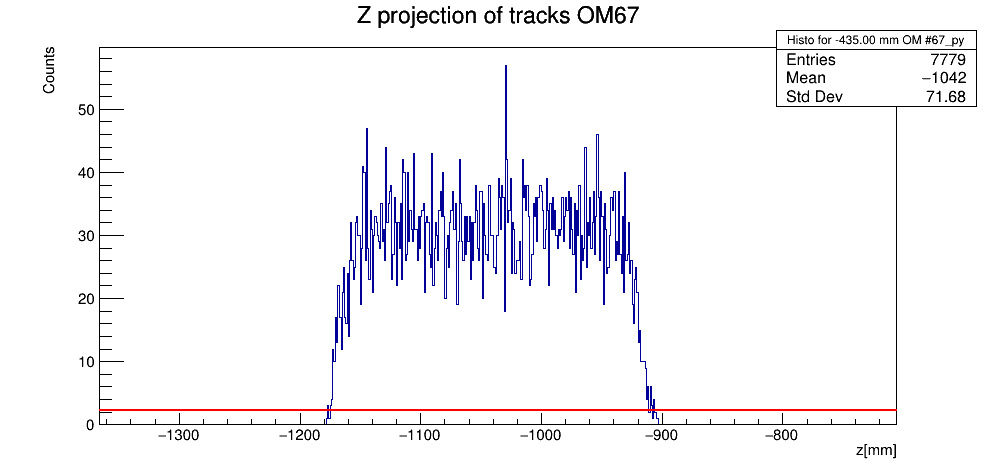 Z projection of tracks OM67
Histo for -435.00 mm OM #67_py
Entries 7779
Mean −1042
Std Dev 71.68
Counts
50
40
30
20
10
0
−1300 −1200 −1100 −1000 −900 −800
z[mm]